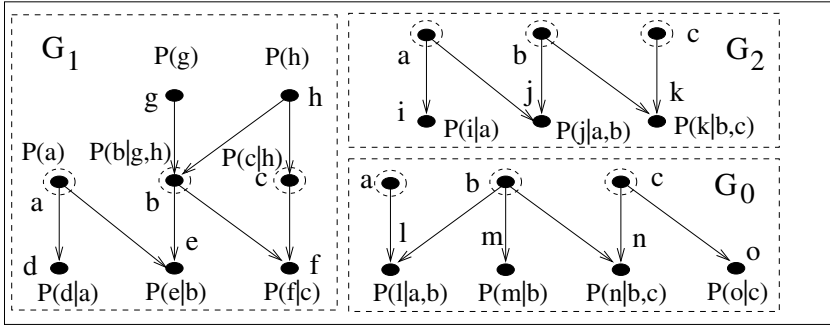 G1
P(g)
P(h)
g
h
P(a)
P(b|g,h)
P(c|h)
a
b
c
e
d
f
P(d|a)
P(e|b)
P(f|c)
G2
a
b
c
i
j
k
P(i|a)
P(j|a,b)
P(k|b,c)
G0
a
b
c
l
m
n
o
P(l|a,b)
P(m|b)
P(n|b,c)
P(o|c)